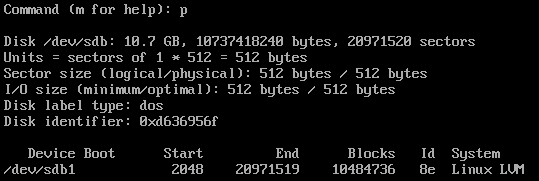 Command (m for help): p
Disk /dev/sdb: 10.7 GB, 10737418240 bytes, 20971520 sectors
Units = sectors of 1 * 512 = 512 bytes
Sector size (logical/physical): 512 bytes / 512 bytes
I/O size (minimum/optimal): 512 bytes / 512 bytes
Disk label type: dos
Disk identifier: 0xd636956f
Device Boot Start End Blocks Id System
/dev/sdb1 2048 20971519 10484736 8e Linux LVM